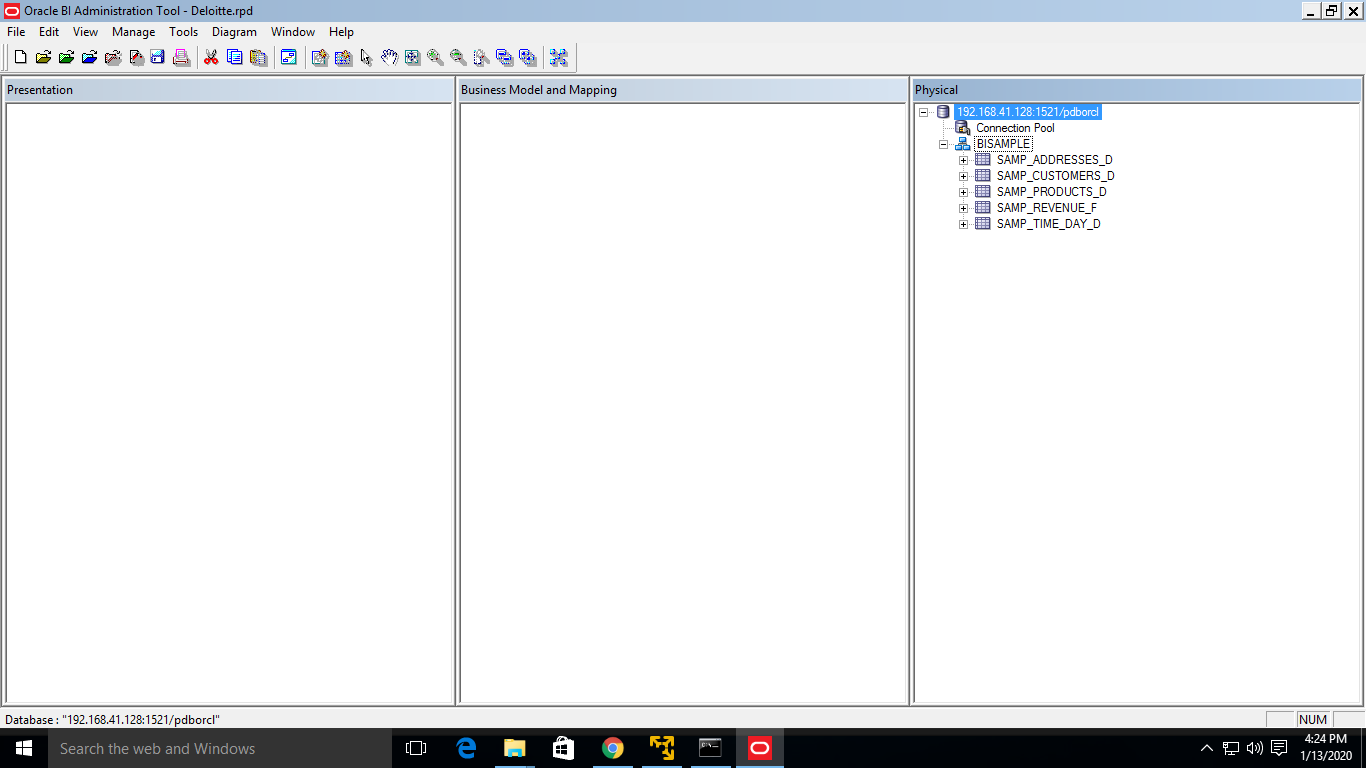 Oracle BI Administration Tool - Deloitte.rpd
File Edit View Manage Tools Diagram Window Help
Presentation
Business Model and Mapping
Physical
192.168.41.128:1521/pdborcl
Connection Pool
BISAMPLE
SAMP_ADDRESSES_D
SAMP_CUSTOMERS_D
SAMP_PRODUCTS_D
SAMP_REVENUE_F
SAMP_TIME_DAY_D
Database : "192.168.41.128:1521/pdborcl"
NUM
Search the web and Windows
4:24 PM
1/13/2020